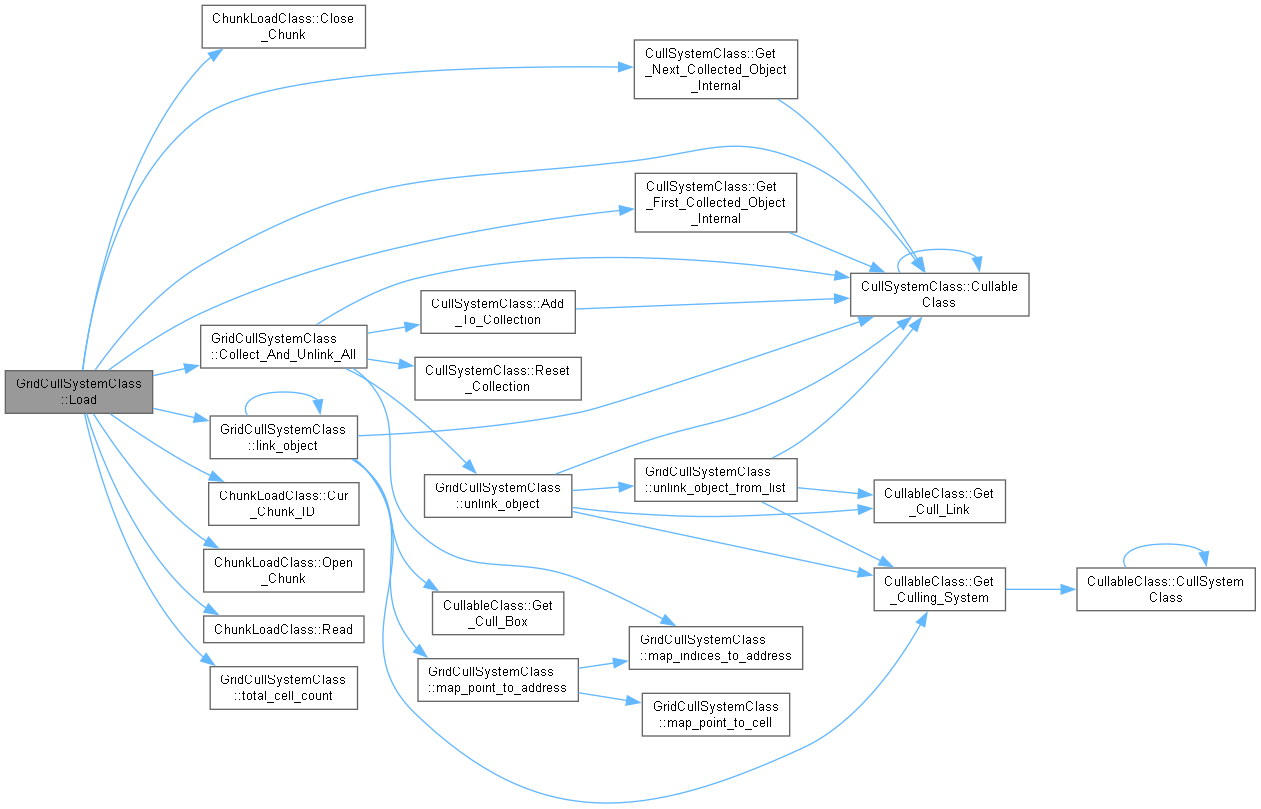 ChunkLoadClass::Close
_Chunk
CullSystemClass::Get
_Next_Collected_Object
_Internal
CullSystemClass::Get
_First_Collected_Object
_Internal
CullSystemClass::Cullable
Class
CullSystemClass::Add
_To_Collection
GridCullSystemClass
::Collect_And_Unlink_All
CullSystemClass::Reset
_Collection
GridCullSystemClass
::Load
GridCullSystemClass
::link_object
GridCullSystemClass
::unlink_object_from_list
GridCullSystemClass
::unlink_object
CullableClass::Get
_Cull_Link
ChunkLoadClass::Cur
_Chunk_ID
ChunkLoadClass::Open
_Chunk
CullableClass::Get
_Culling_System
CullableClass::CullSystem
Class
CullableClass::Get
_Cull_Box
ChunkLoadClass::Read
GridCullSystemClass
::map_indices_to_address
GridCullSystemClass
::total_cell_count
GridCullSystemClass
::map_point_to_address
GridCullSystemClass
::map_point_to_cell